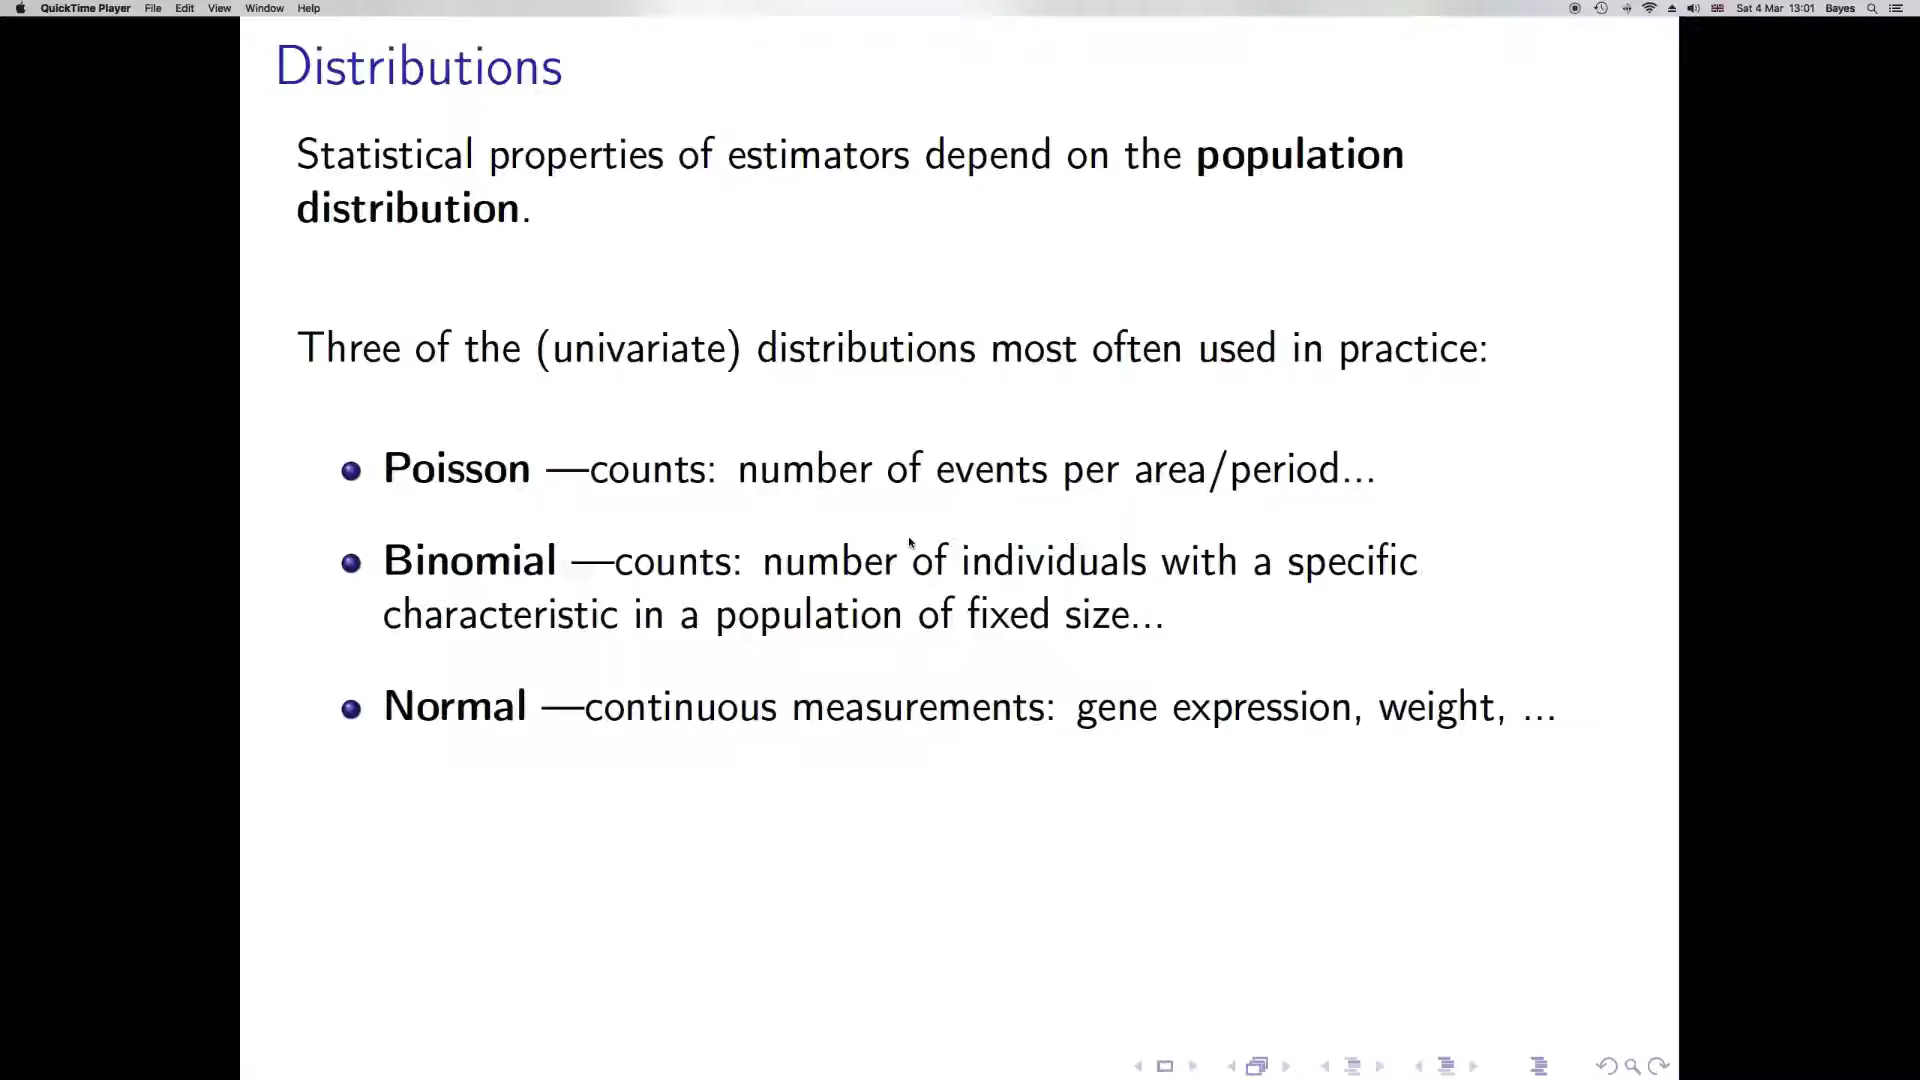 QuickTime Player File Edit View Window Help Sat 4 Mar 13:01 Bayes
Distributions
Statistical properties of estimators depend on the population
distribution.
Three of the (univariate) distributions most often used in practice:
Poisson —counts: number of events per area/period...
Binomial —counts: number of individuals with a specific
characteristic in a population of fixed size...
Normal —continuous measurements: gene expression, weight, ...